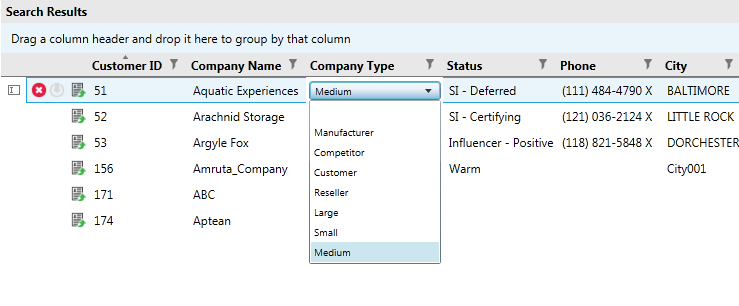 Search Results
Drag a column header and drop it here to group by that column
Customer ID Company Name Company Type Status Phone City
51 Aquatic Experiences Medium SI - Deferred (111) 484-4790 X BALTIMORE
52 Arachnid Storage SI - Certifying (121) 036-2124 X LITTLE ROCK
Manufacturer
53 Argyle Fox Influencer - Positive (118) 821-5848 X DORCHESTER
Competitor
156 Amruta_Company Customer Warm City001
171 ABC Reseller
Large
174 Aptean
Small
Medium